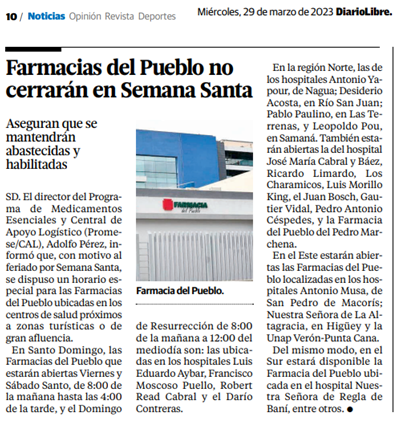 10 / Noticias Opinión Revista Deportes
Miércoles, 29 de marzo de 2023 DiarioLibre.
Farmacias del Pueblo no
cerrarán en Semana Santa
Aseguran que se
mantendrán
abastecidas y
habilitadas
SD. El director del Progra-
ma de Medicamentos
Esenciales y Central de
Apoyo Logístico (Prome-
se/CAL), Adolfo Pérez, in-
formó que, con motivo al
feriado por Semana Santa,
se dispuso un horario es-
pecial para las Farmacias
del Pueblo ubicadas en los
centros de salud próximos
a zonas turísticas o de
gran afluencia.
En Santo Domingo, las
Farmacias del Pueblo que
estarán abiertas Viernes y
Sábado Santo, de 8:00 de
la mañana hasta las 4:00
de la tarde, y el Domingo
FARMACIA
del Pueblo
Farmacia del Pueblo.
de Resurrección de 8:00
de la mañana a 12:00 del
mediodía son: las ubica-
das en los hospitales Luis
Eduardo Aybar, Francisco
Moscoso Puello, Robert
Read Cabral y el Darío
Contreras.
En la región Norte, las de
los hospitales Antonio Ya-
pour, de Nagua; Desiderio
Acosta, en Río San Juan;
Pablo Paulino, en Las Te-
rrenas, y Leopoldo Pou,
en Samaná. También esta-
rán abiertas la del hospital
José María Cabral y Báez,
Ricardo Limardo, Los
Charamicos, Luis Morillo
King, el Juan Bosch, Gau-
tier Vidal, Pedro Antonio
Céspedes, y la Farmacia
del Pueblo del Pedro Mar-
chena.
En el Este estarán abier-
tas las Farmacias del Pue-
blo localizadas en los hos-
pitales Antonio Musa, de
San Pedro de Macorís;
Nuestra Señora de La Al-
tagracia, en Higüey y la
Unap Verón-Punta Cana.
Del mismo modo, en el
Sur estará disponible la
Farmacia del Pueblo ubi-
cada en el hospital Nues-
tra Señora de Regla de
Baní, entre otros.